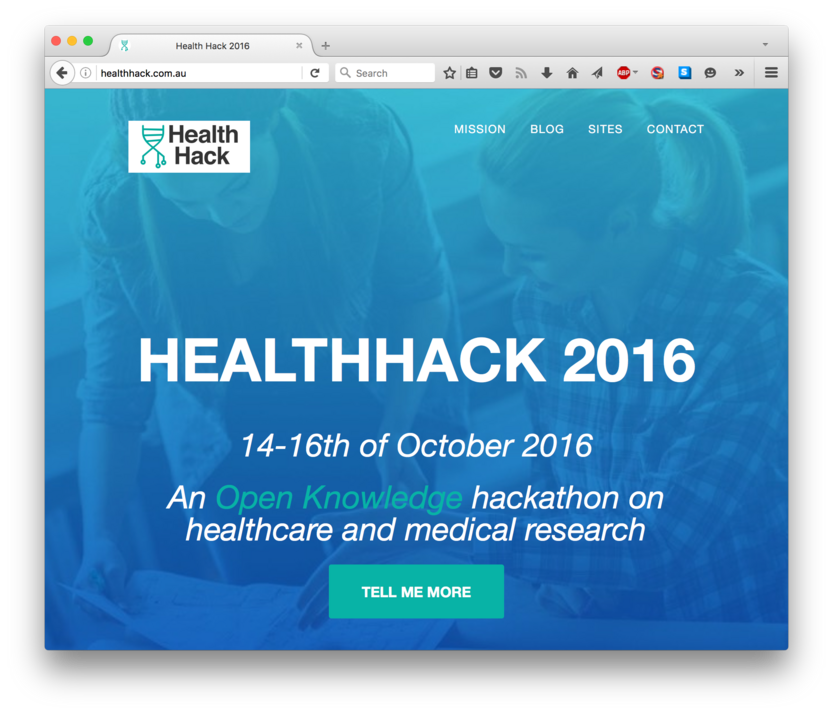 Health Hack 2016
healthhack.com.au
Search
ABP
S
S
Health
Hack
MISSION
BLOG
SITES
CONTACT
HEALTHHACK 2016
14-16th of October 2016
An Open Knowledge hackathon on
healthcare and medical research
TELL ME MORE